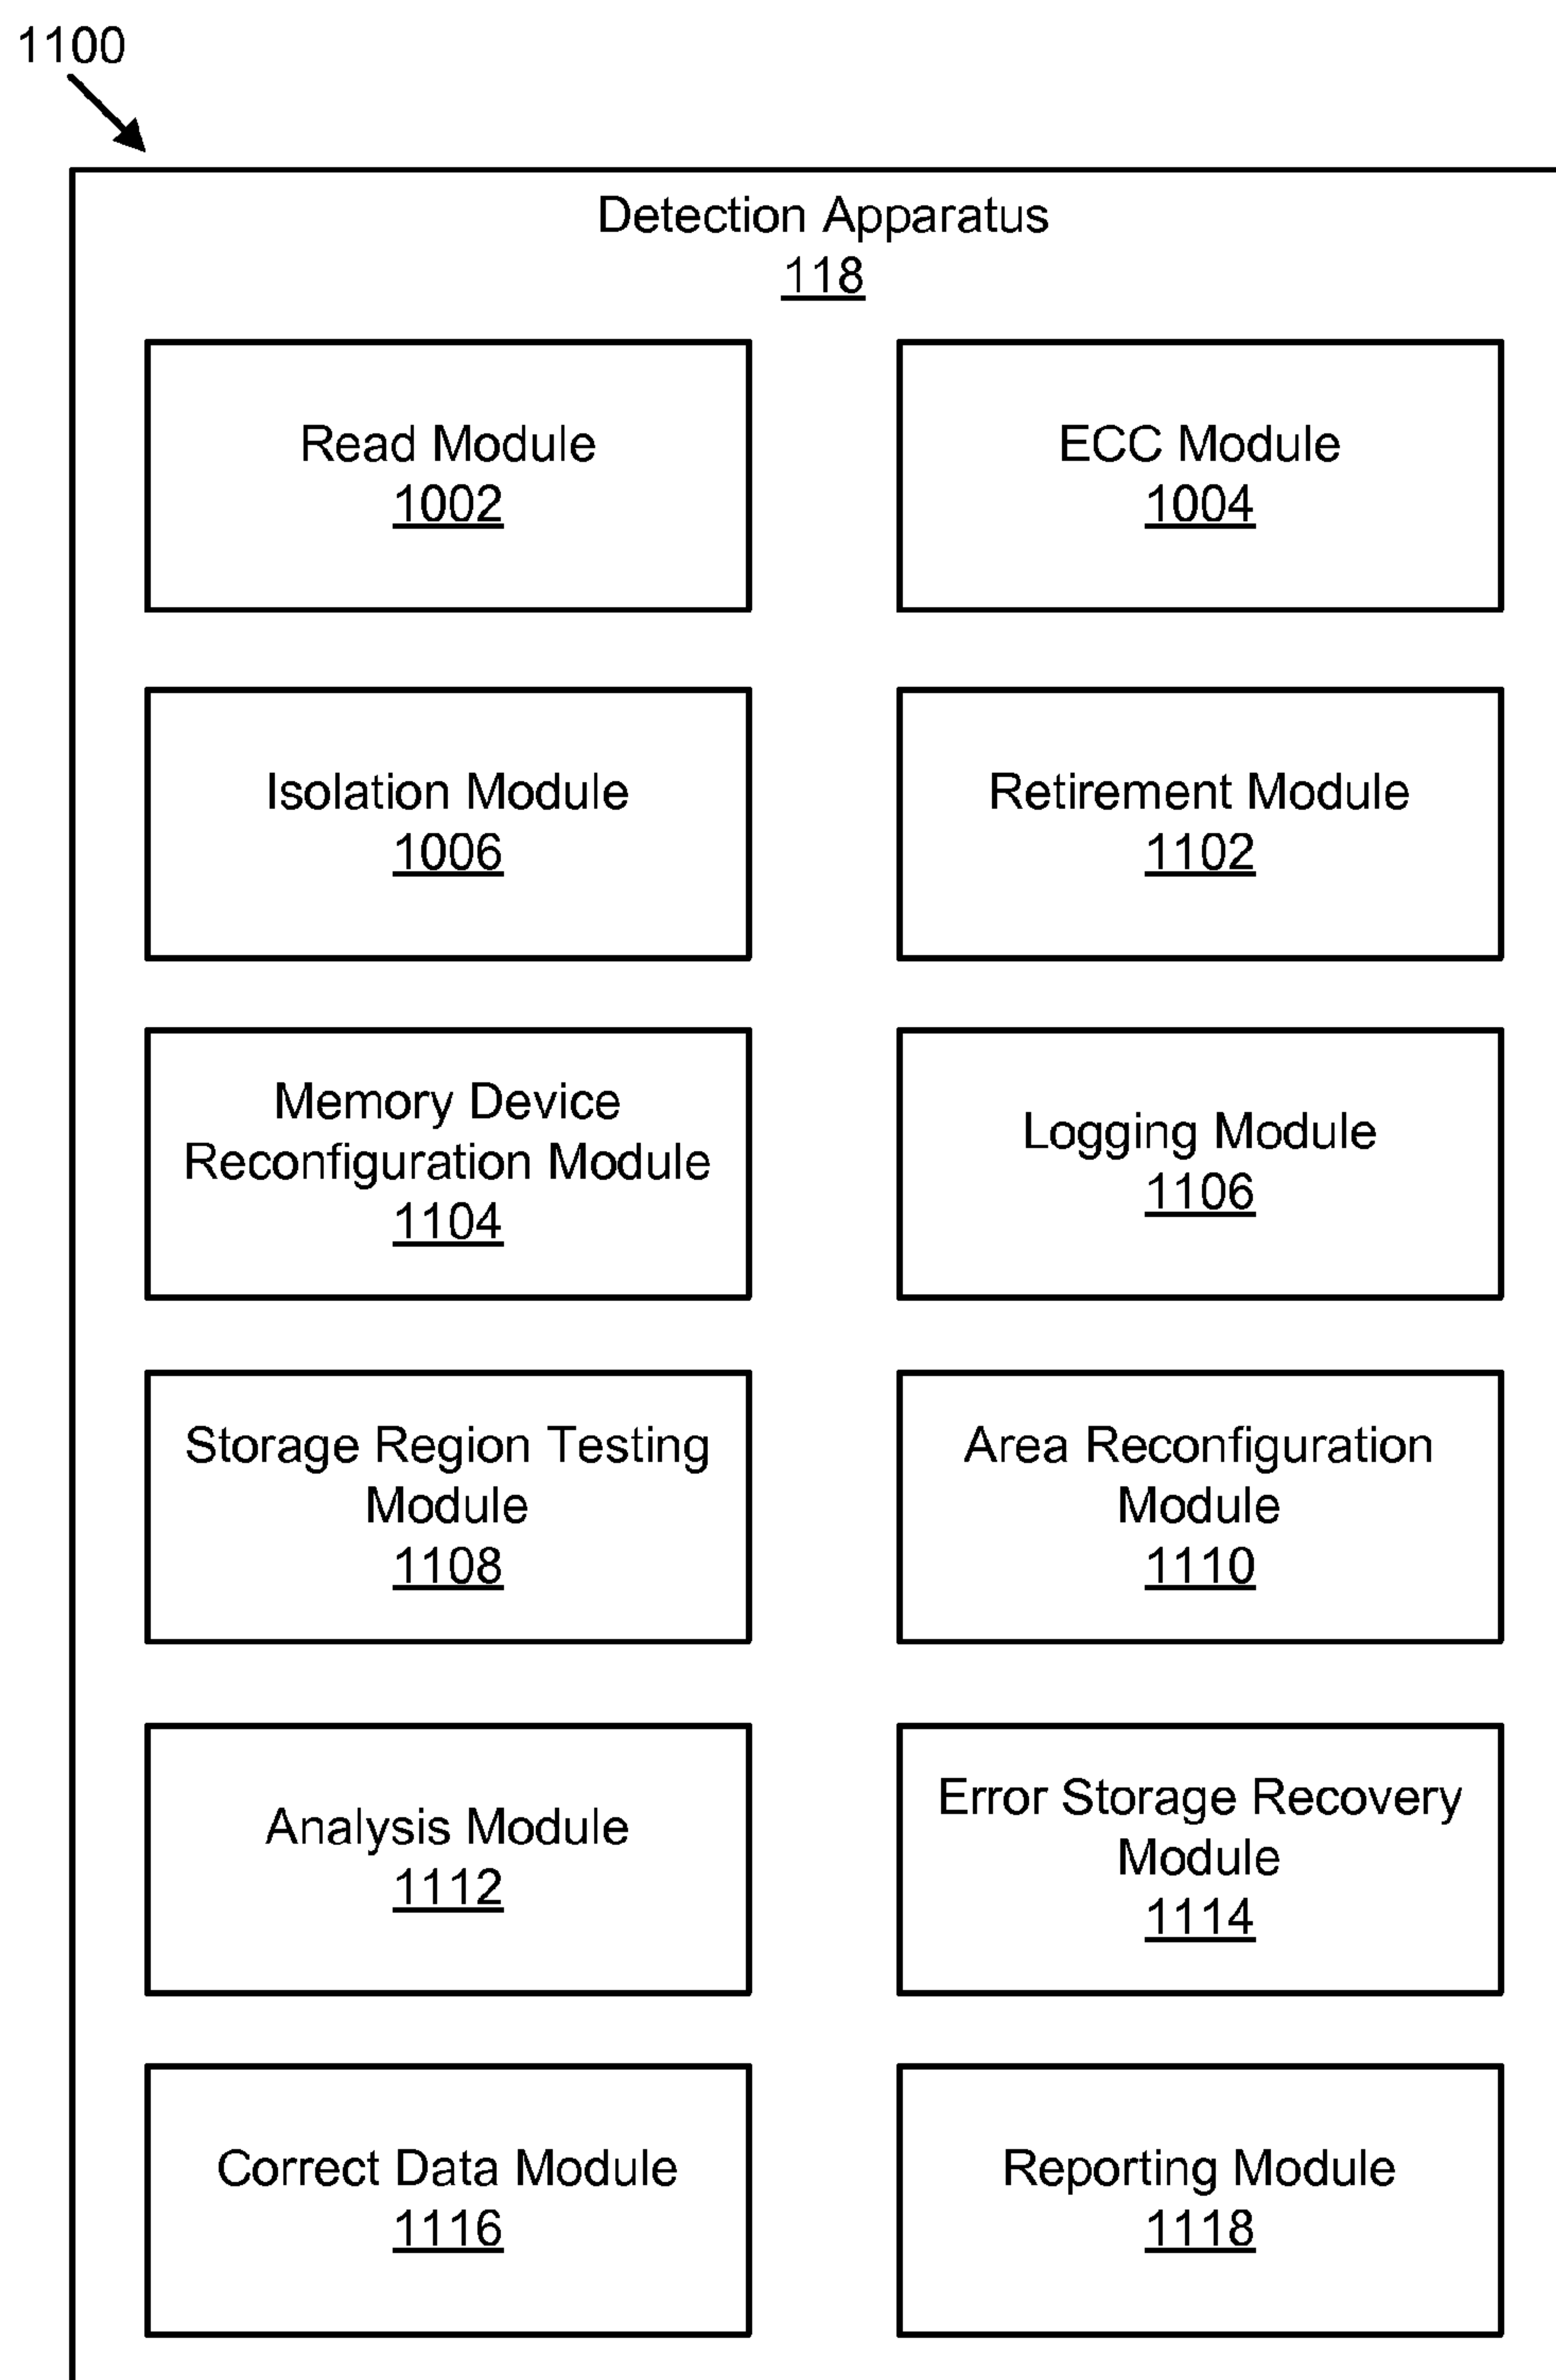 1100
Detection Apparatus
118
Read Module
1002
ECC Module
1004
Isolation Module
1006
Retirement Module
1102
Memory Device
Reconfiguration Module
1104
Logging Module
1106
Storage Region Testing
Module
1108
Area Reconfiguration
Module
1110
Analysis Module
1112
Error Storage Recovery
Module
1114
Correct Data Module
1116
Reporting Module
1118